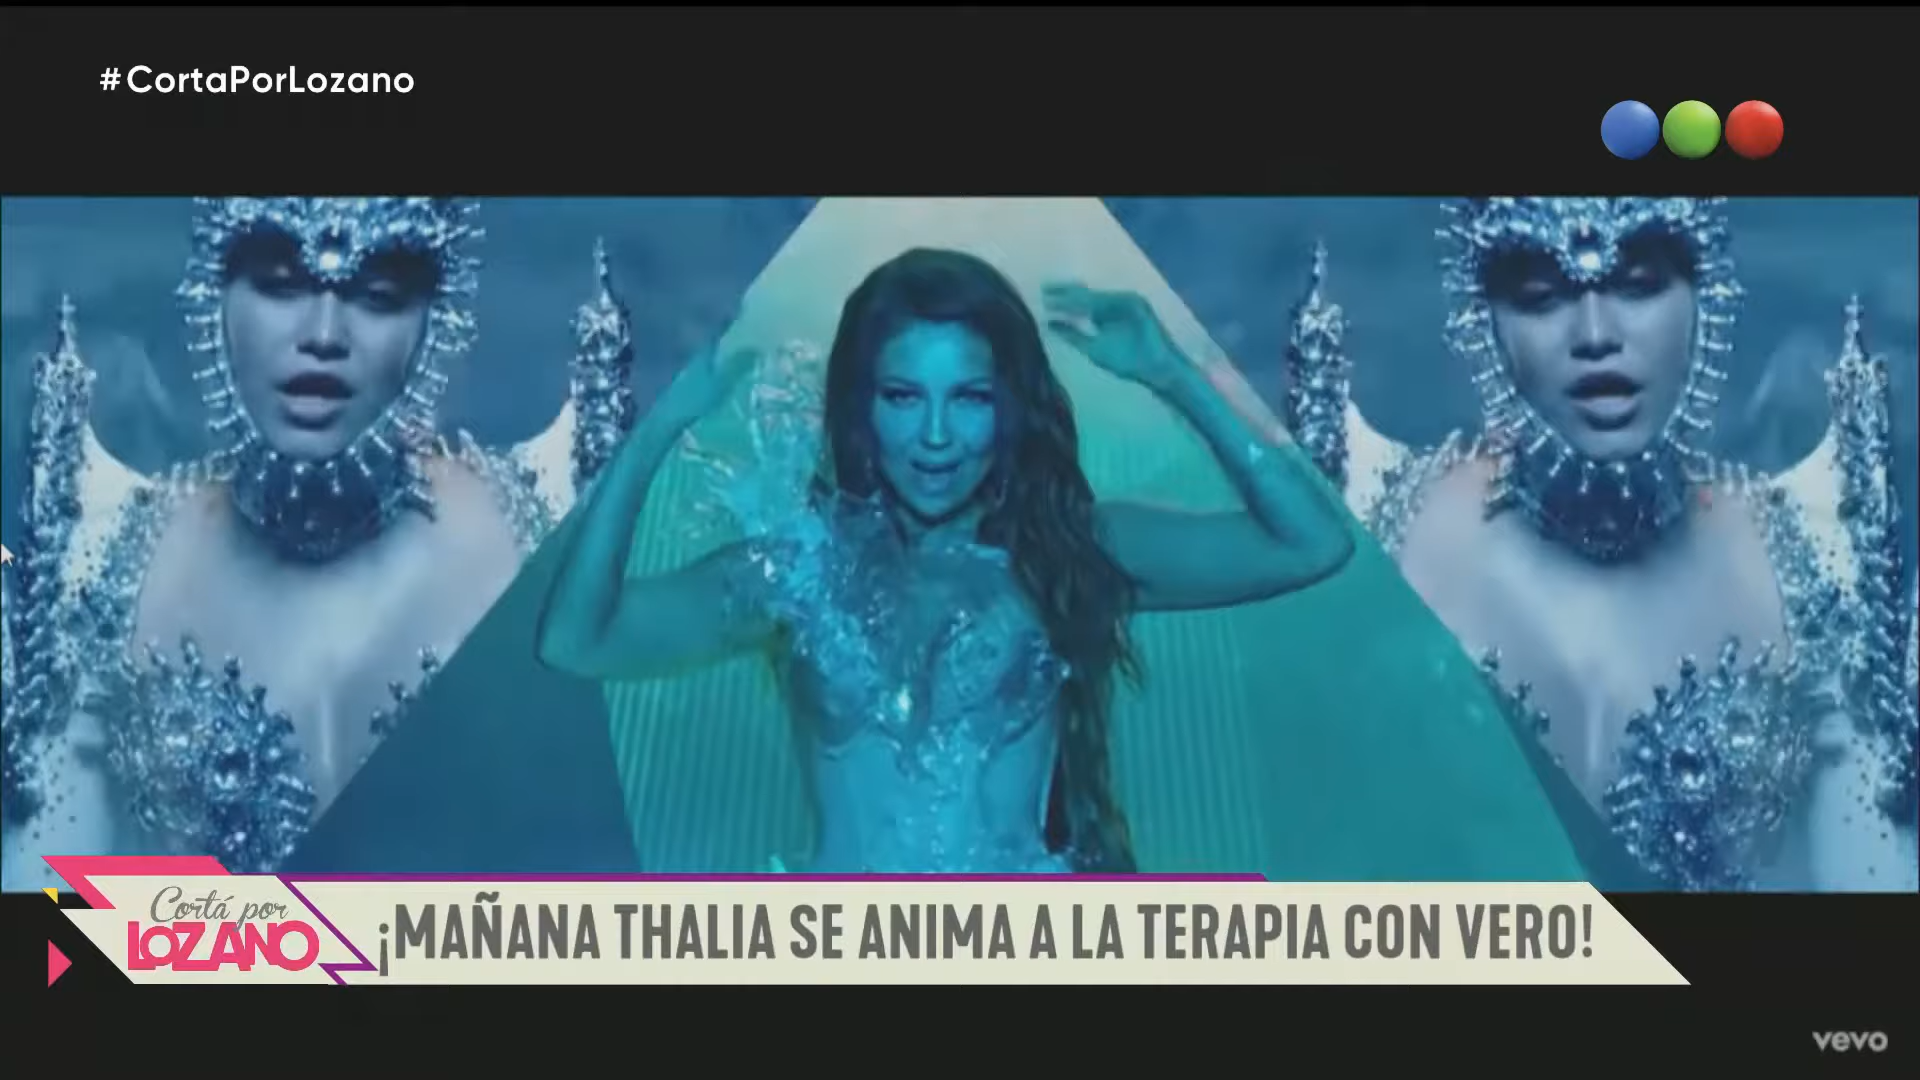 #CortaPorLozano
Cortá por
LOZANO
¡MAÑANA THALIA SE ANIMA A LA TERAPIA CON VERO!
vevo